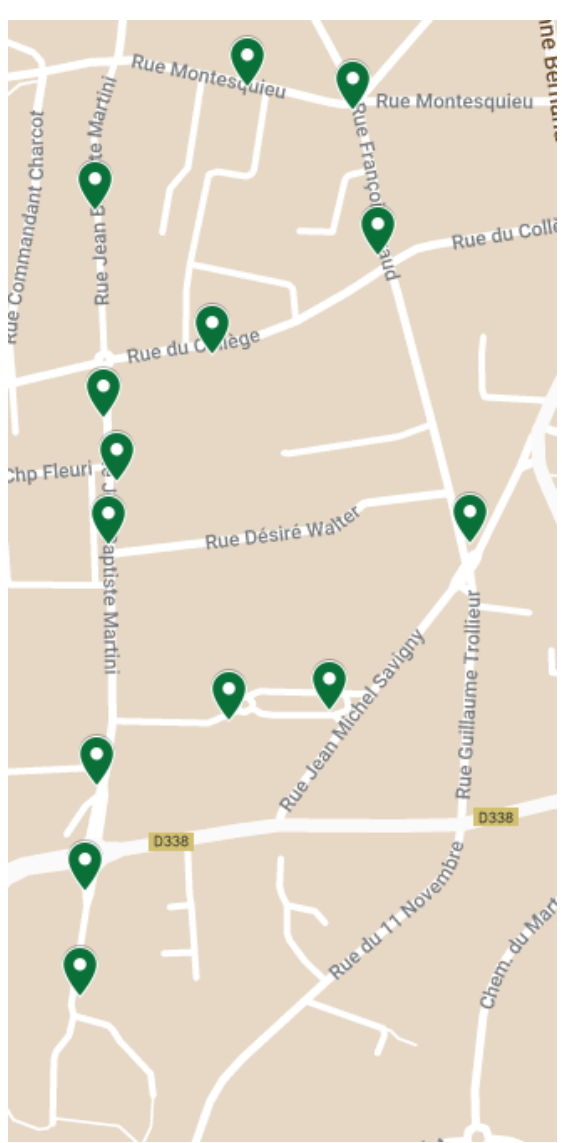 Rue Montesquieu
Rue Montesquieu
Rue Commandant Charcot
Rue Jean
te Martini
Rue du Collège
Rue du
Chp Fleuri
Rue Désiré Walter
Baptiste Martini
Rue Jean Michel Savigny
Rue Guillaume Trollieur
D338
D338
Rue du 11 Novembre
Chem. du Mart